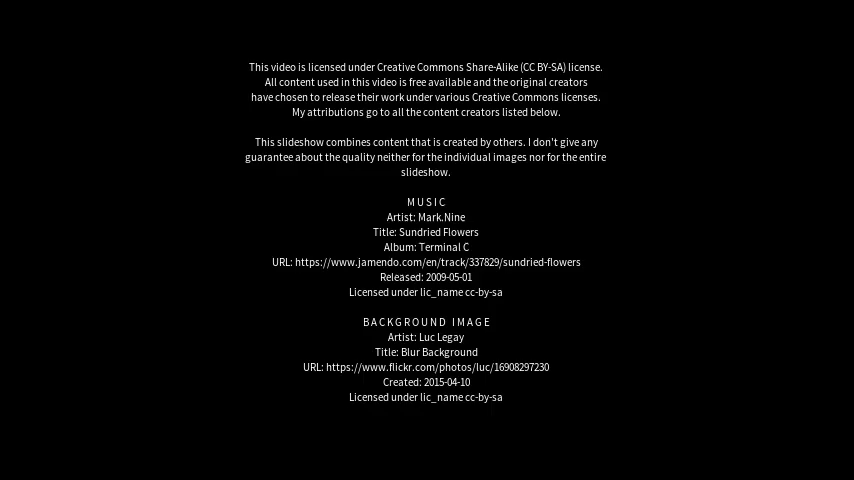 This video is licensed under Creative Commons Share-Alike (CC BY-SA) license.
All content used in this video is free available and the original creators
have chosen to release their work under various Creative Commons licenses.
My attributions go to all the content creators listed below.
This slideshow combines content that is created by others. I don't give any
guarantee about the quality neither for the individual images nor for the entire
slideshow.
MUSIC
Artist: Mark.Nine
Title: Sundried Flowers
Album: Terminal C
URL: https://www.jamendo.com/en/track/337829/sundried-flowers
Released: 2009-05-01
Licensed under lic_name cc-by-sa
BACKGROUND IMAGE
Artist: Luc Legay
Title: Blur Background
URL: https://www.flickr.com/photos/luc/16908297230
Created: 2015-04-10
Licensed under lic_name cc-by-sa